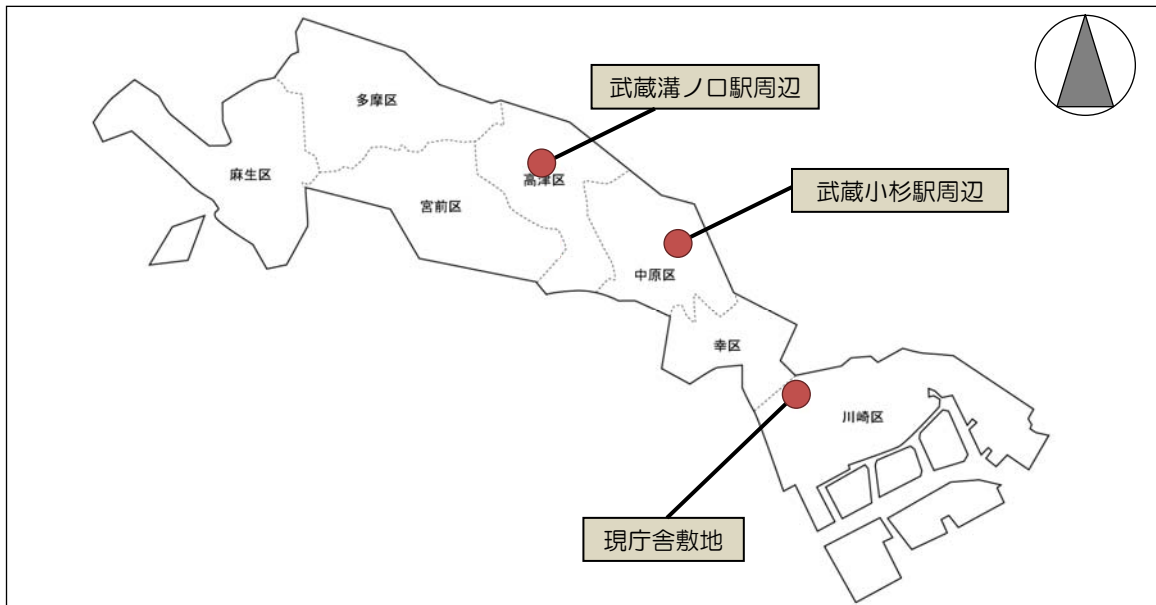 武蔵溝ノ口駅周辺
多摩区
麻生区
高津区
武蔵小杉駅周辺
宮前区
中原区
幸区
川崎区
現庁舎敷地